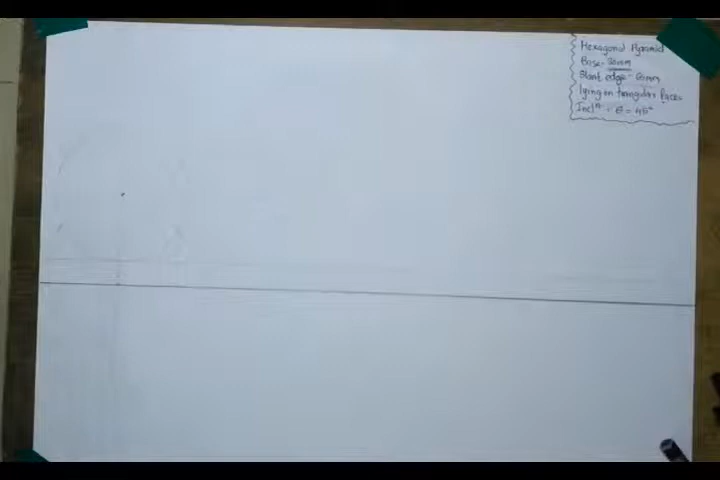 Hexagonal Pyramid
Base = 30mm
Slant edge - 60mm
lying on triangular Faces
Incl^n - θ = 45°